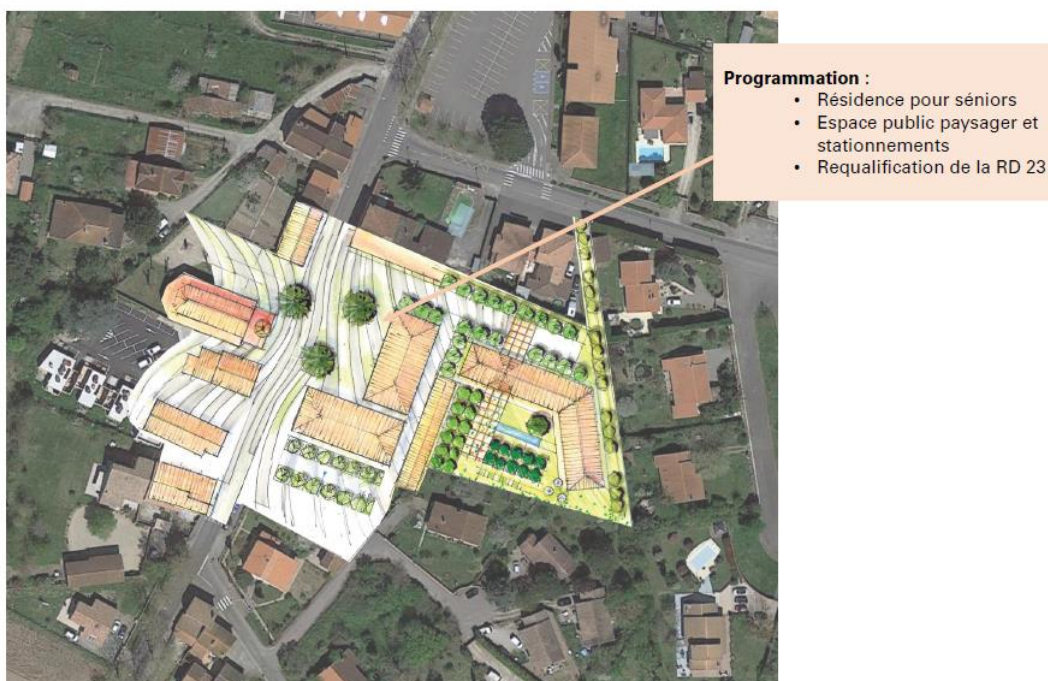 Programmation :
• Résidence pour séniors
• Espace public paysager et
stationnements
• Requalification de la RD 23